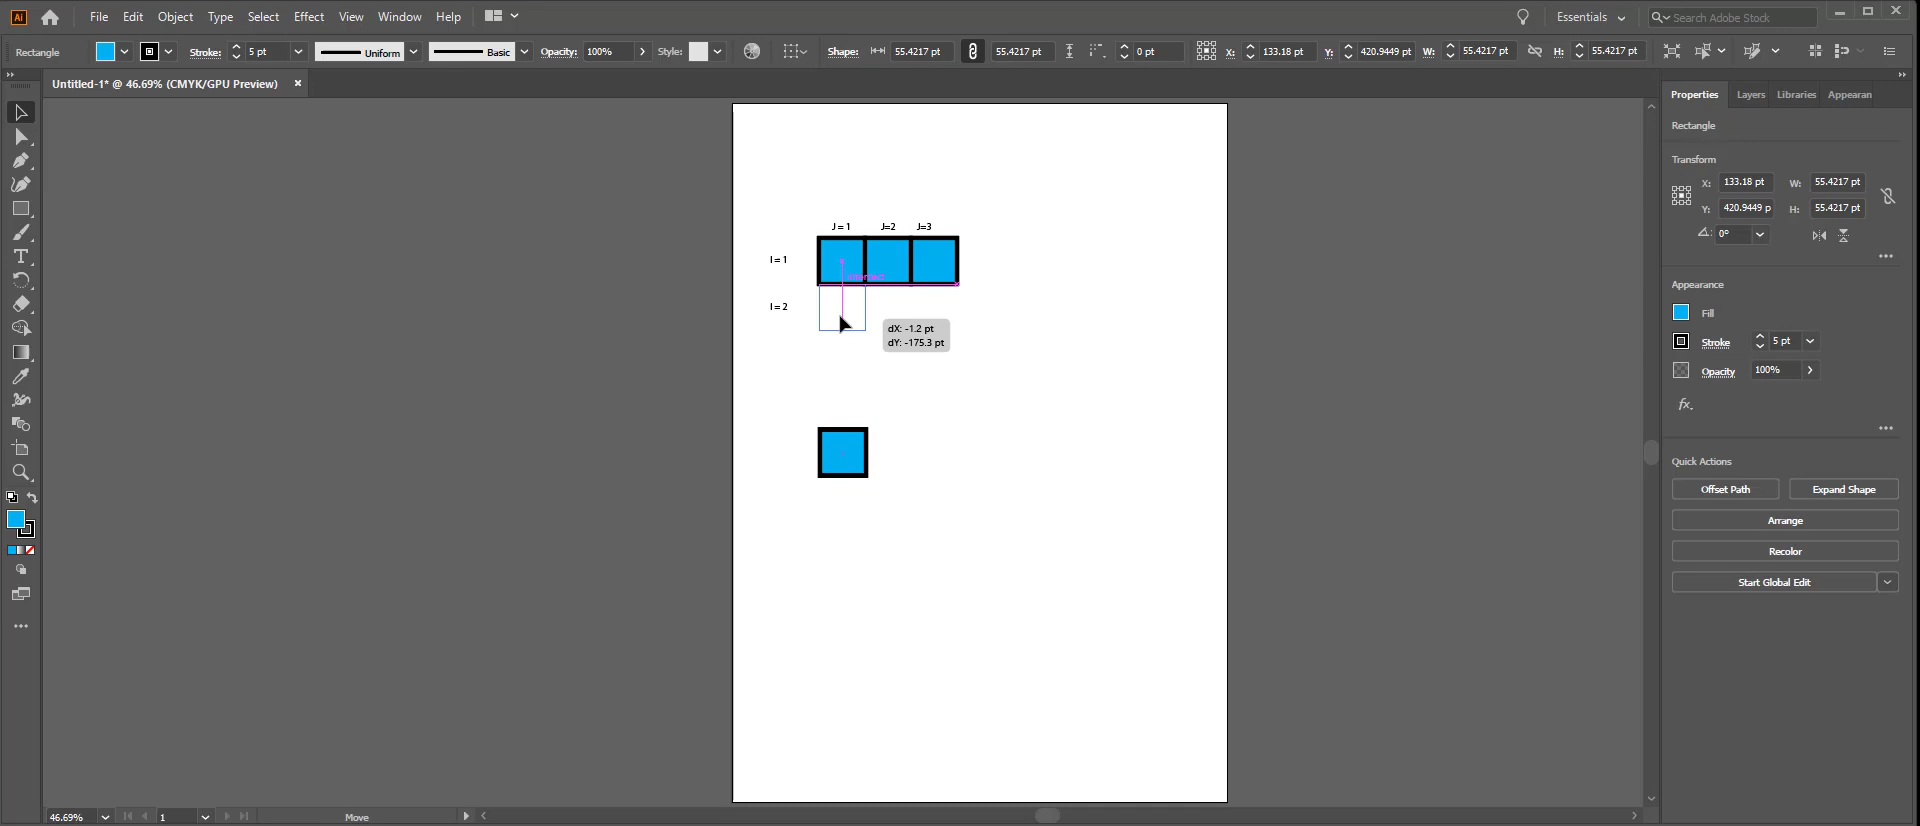 Ai File Edit Object Type Select Effect View Window Help Essentials Search Adobe Stock
Rectangle Stroke: 5 pt Uniform Basic Opacity: 100% Style: Shape: 55.4217 pt 55.4217 pt 0 pt X: 133.18 pt Y: 420.9449 pt W: 55.4217 pt H: 55.4217 pt
Untitled-1* @ 46.69% (CMYK/GPU Preview)
Properties Layers Libraries Appearan
Rectangle
Transform
X: 133.18 pt W: 55.4217 pt
Y: 420.9449 p H: 55.4217 pt
0°
Appearance
Fill
Stroke 5 pt
Opacity 100%
fx.
Quick Actions
Offset Path Expand Shape
Arrange
Recolor
Start Global Edit
J = 1 J=2 J=3
I = 1
intersect
I = 2
dX: -1.2 pt
dY: -175.3 pt
46.69% 1 Move